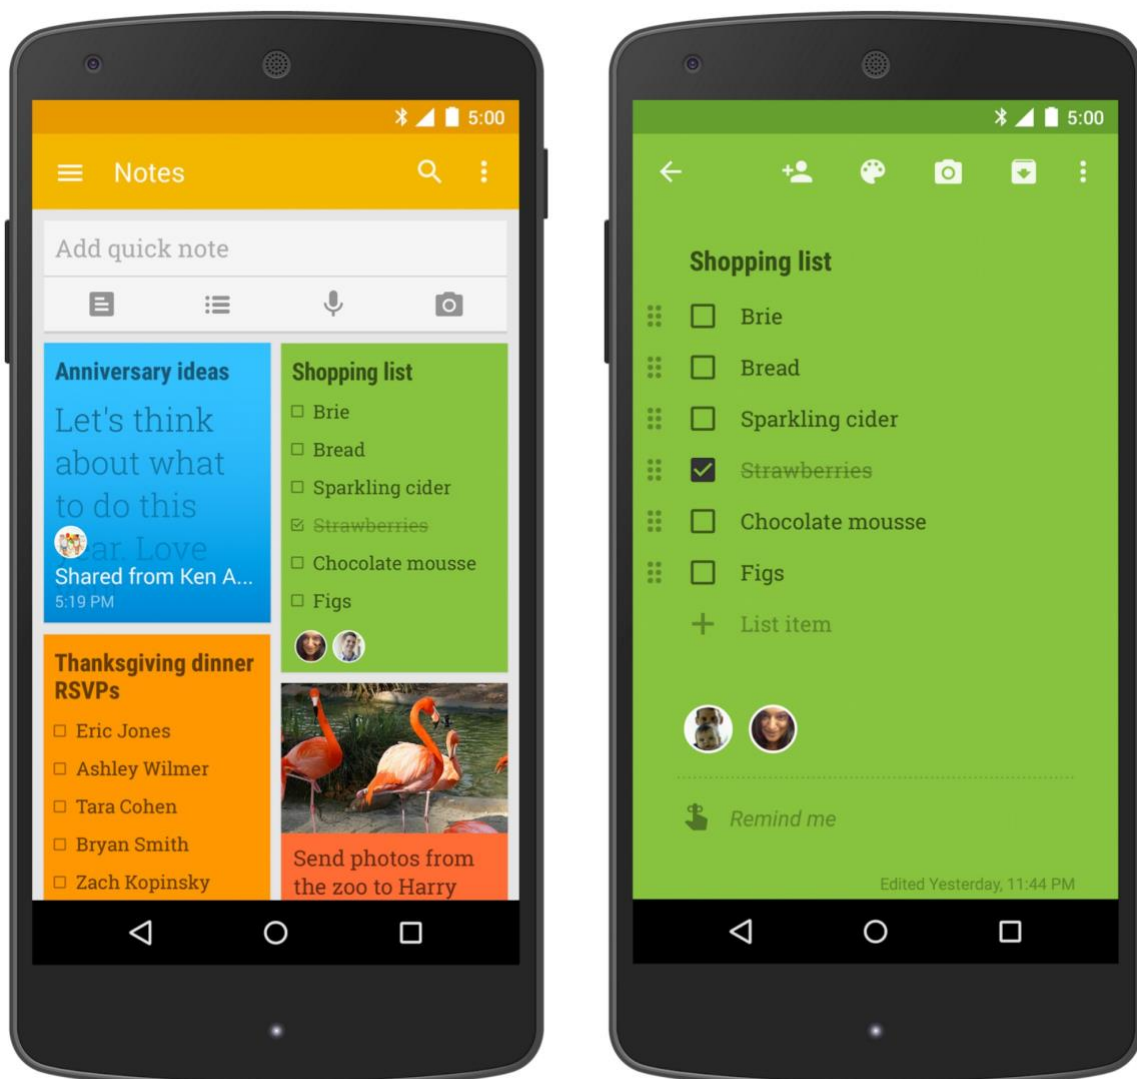 5:00
Notes
Add quick note
Anniversary ideas
Let's think
about what
to do this
year. Love
Shared from Ken A...
5:19 PM
Shopping list
Brie
Bread
Sparkling cider
Strawberries
Chocolate mousse
Figs
Thanksgiving dinner
RSVPs
Eric Jones
Ashley Wilmer
Tara Cohen
Bryan Smith
Zach Kopinsky
Send photos from
the zoo to Harry
5:00
Shopping list
Brie
Bread
Sparkling cider
Strawberries
Chocolate mousse
Figs
List item
Remind me
Edited Yesterday, 11:44 PM